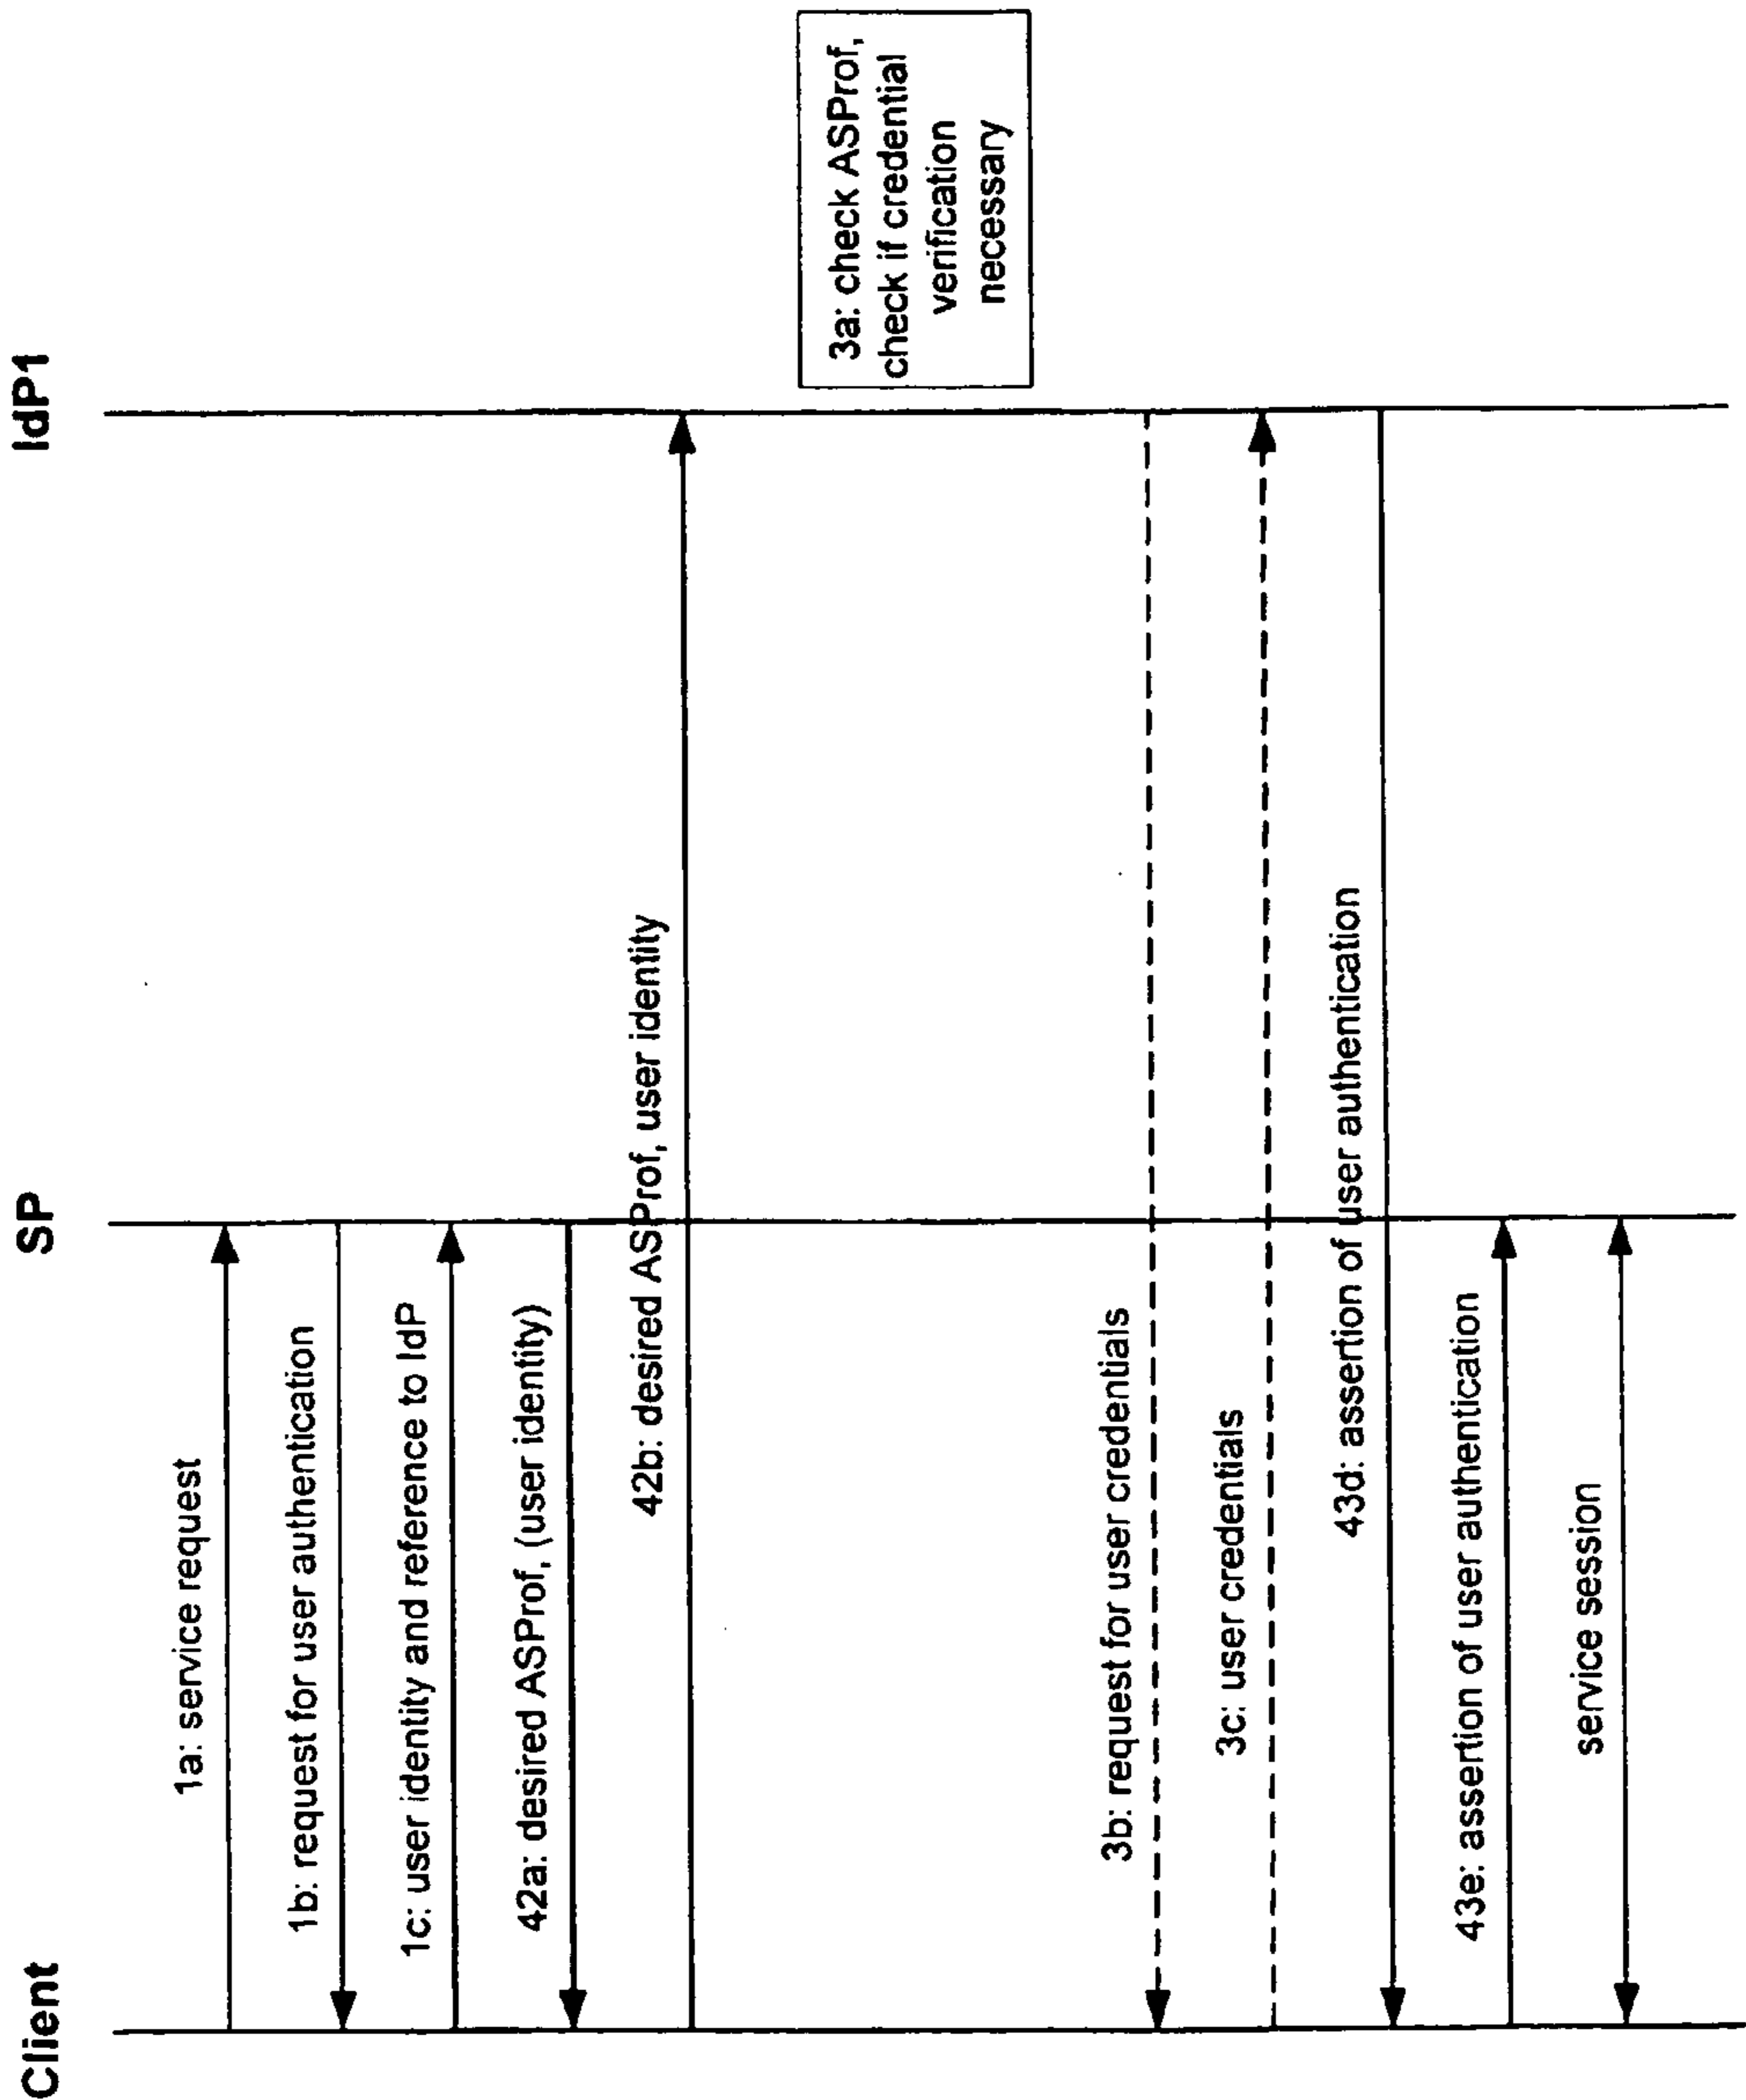 Client
SP
IdP1
1a: service request
1b: request for user authentication
1c: user identity and reference to IdP
42a: desired ASProf, (user identity)
42b: desired ASProf, user identity
3a: check ASProf,
check if credential
verification
necessary
3b: request for user credentials
3c: user credentials
43d: assertion of user authentication
43e: assertion of user authentication
service session